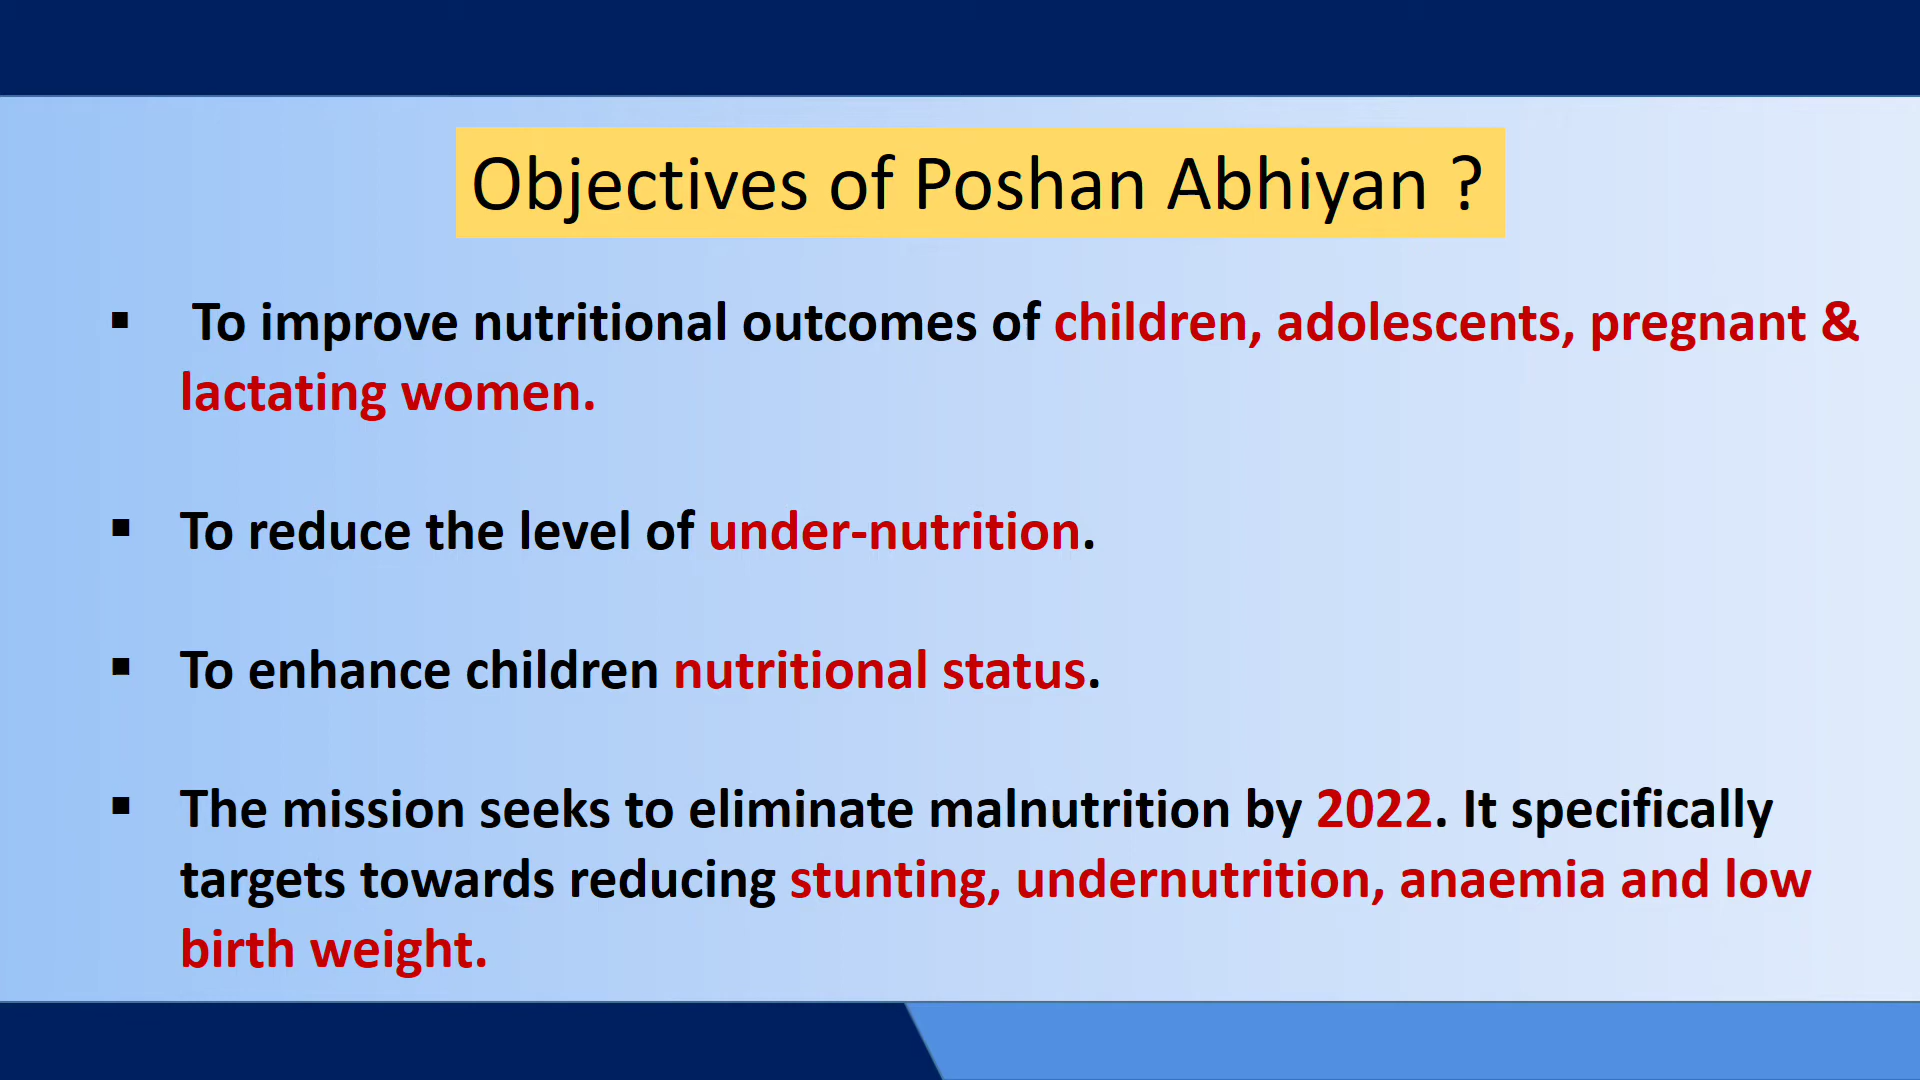 Objectives of Poshan Abhiyan ?
▪ To improve nutritional outcomes of children, adolescents, pregnant &
lactating women.
▪ To reduce the level of under-nutrition.
▪ To enhance children nutritional status.
▪ The mission seeks to eliminate malnutrition by 2022. It specifically
targets towards reducing stunting, undernutrition, anaemia and low
birth weight.